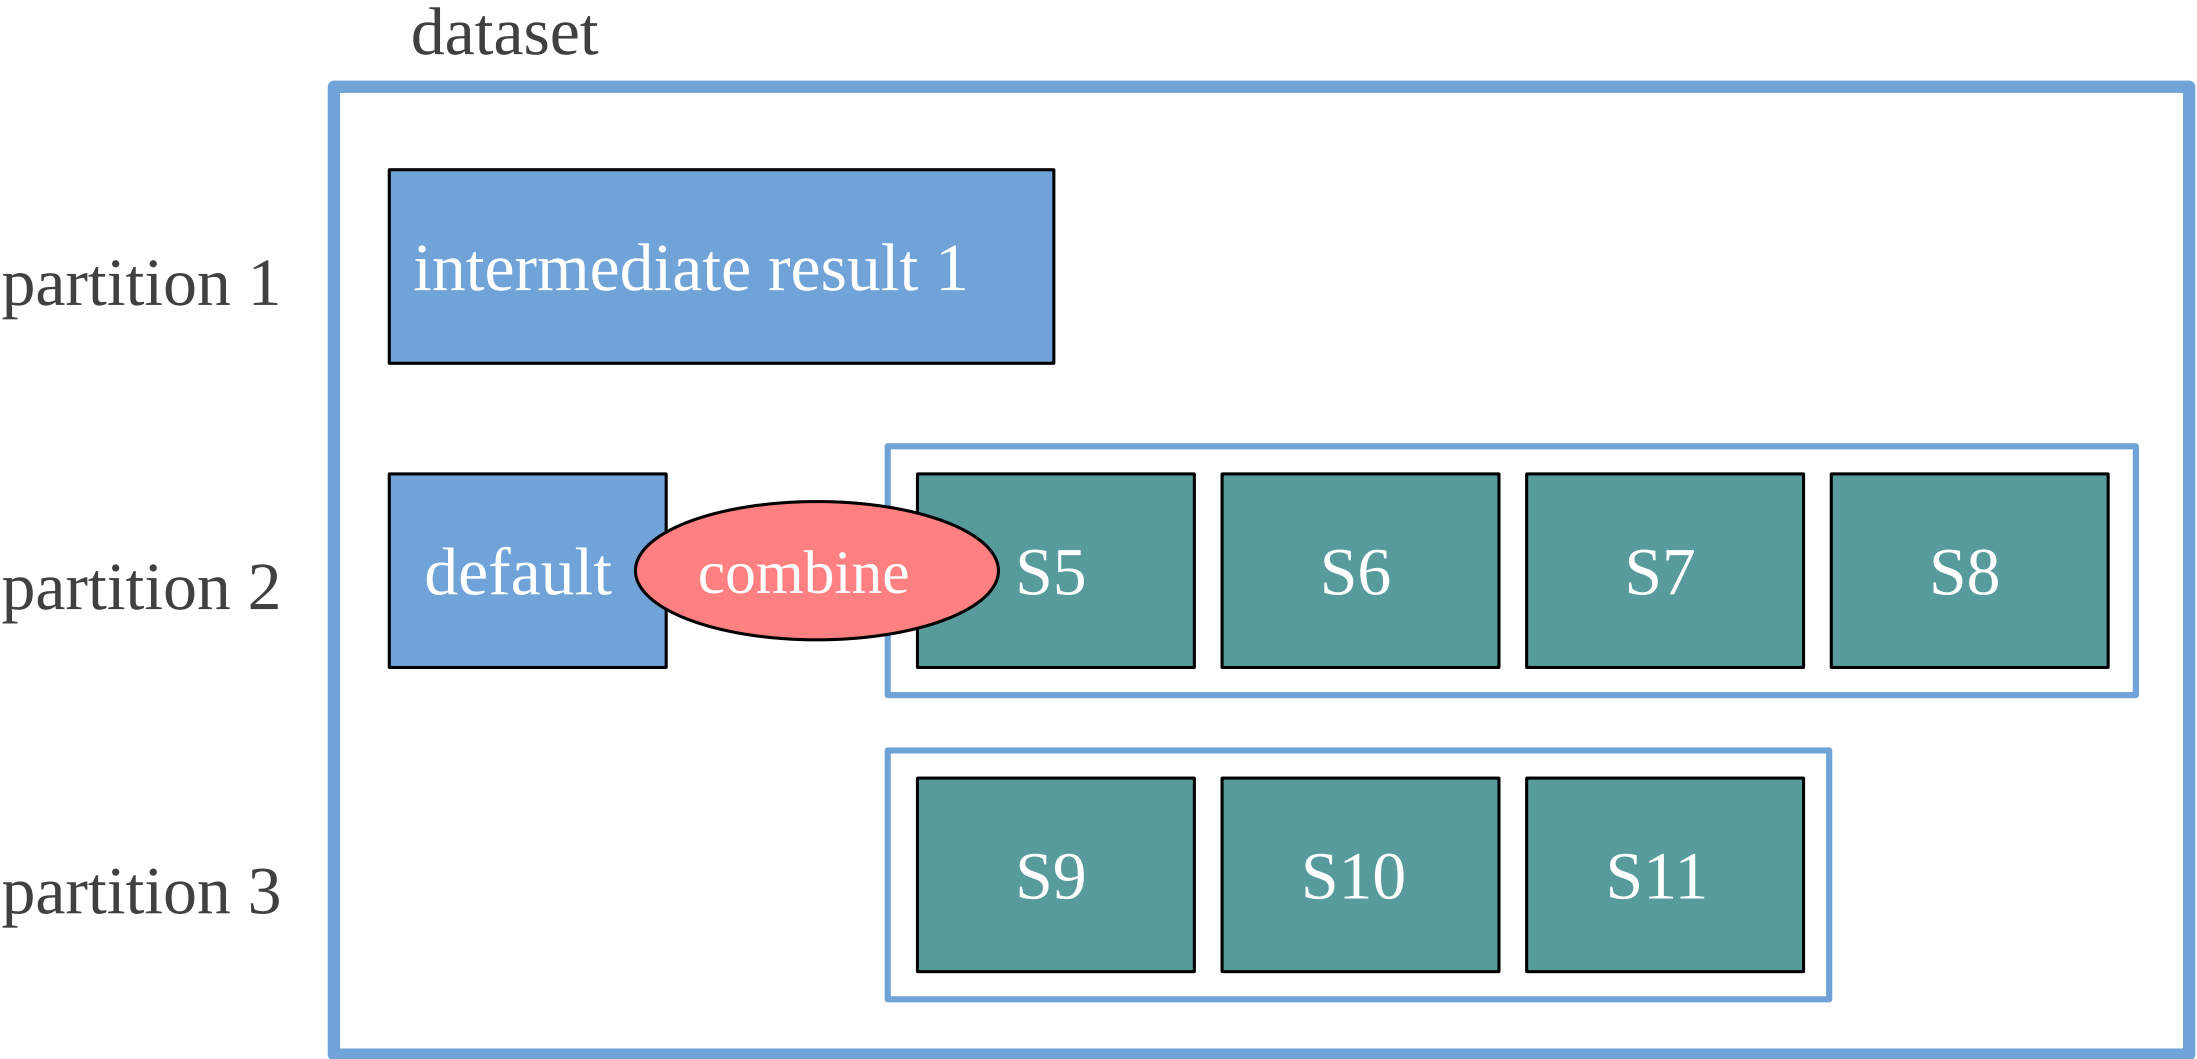 dataset
partition 1
intermediate result 1
partition 2
default
combine
S5
S6
S7
S8
partition 3
S9
S10
S11